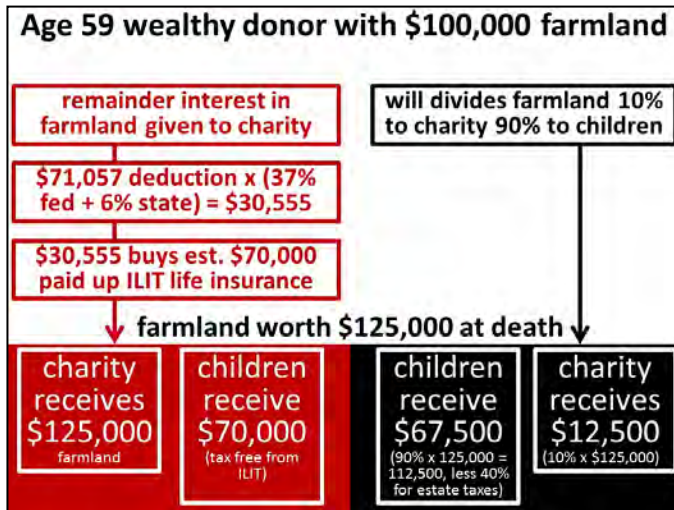 Age 59 wealthy donor with $100,000 farmland
remainder interest in
farmland given to charity
$71,057 deduction x (37%
fed + 6% state) = $30,555
$30,555 buys est. $70,000
paid up ILIT life insurance
will divides farmland 10%
to charity 90% to children
farmland worth $125,000 at death
charity
receives
$125,000
farmland
children
receive
$70,000
(tax free from
ILIT)
children
receive
$67,500
(90% x 125,000 =
112,500, less 40%
for estate taxes)
charity
receives
$12,500
(10% x $125,000)